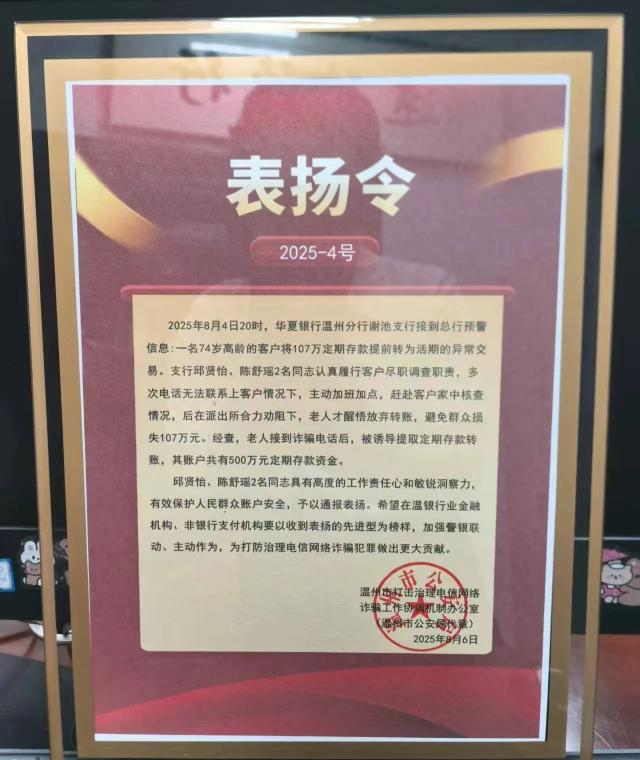 表扬令
2025-4号
2025年8月4日20时，华夏银行温州分行谢池支行接到总行预警
信息:一名74岁高龄的客户将107万定期存款提前转为活期的异常交
易。支行邱贤怡、陈舒瑶2名同志认真履行客户尽职调查职责，多
次电话无法联系上客户情况下，主动加班加点，赶赴客户家中核查
情况，后在派出所合力劝阻下，老人才醒悟放弃转账，避免群众损
失107万元。经查，老人接到诈骗电话后，被诱导提取定期存款转
账，其账户共有500万元定期存款资金。
邱贤怡、陈舒瑶2名同志具有高度的工作责任心和敏锐洞察力，
有效保护人民群众账户安全，予以通报表扬。希望在温银行业金融
机构、非银行支付机构要以收到表扬的先进型为榜样，加强警银联
动、主动作为，为打防治理电信网络诈骗犯罪做出更大贡献。
温州市打击治理电信网络
诈骗工作协调机制办公室
（温州市公安局代章）
2025年8月6日
温州市公安局